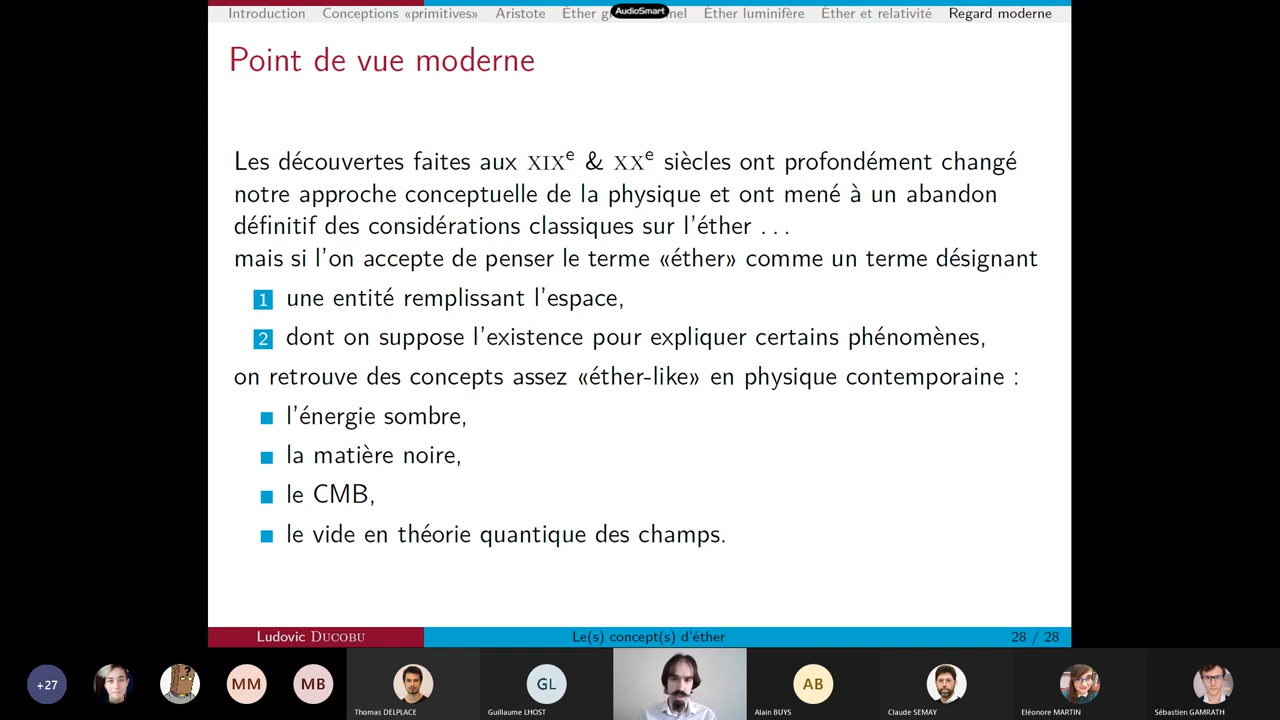 Introduction Conceptions «primitives» Aristote Éther AudioSmart Éther luminifère Éther et relativité Regard moderne
Point de vue moderne
Les découvertes faites aux XIXe & XXe siècles ont profondément changé
notre approche conceptuelle de la physique et ont mené à un abandon
définitif des considérations classiques sur l'éther ...
mais si l'on accepte de penser le terme «éther» comme un terme désignant
1 une entité remplissant l'espace,
2 dont on suppose l'existence pour expliquer certains phénomènes,
on retrouve des concepts assez «éther-like» en physique contemporaine :
l'énergie sombre,
la matière noire,
le CMB,
le vide en théorie quantique des champs.
Ludovic Ducobu Le(s) concept(s) d'éther 28 / 28
+27 MM MB GL AB
Thomas DELPLACE Guillaume LHOST Alain BUYS Claude SEMAY Eléonore MARTIN Sébastien GAMRATH